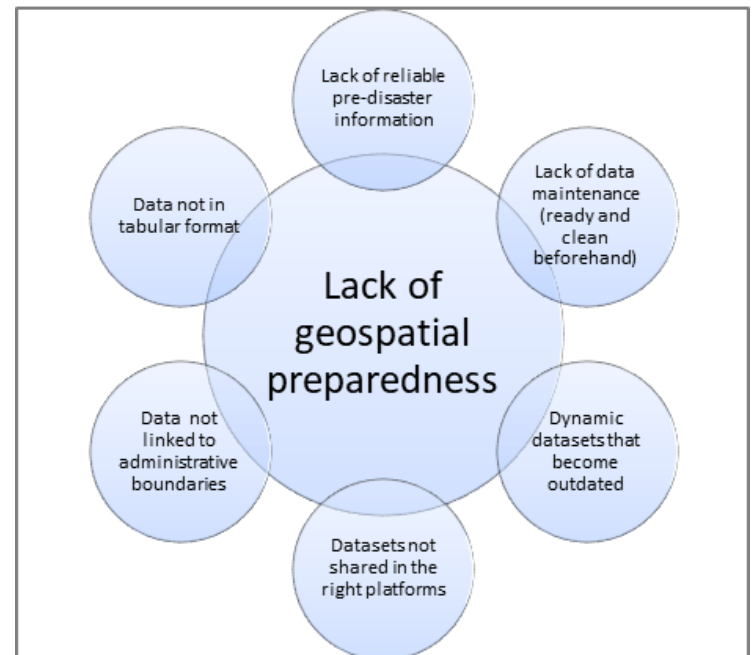 Lack of reliable
pre-disaster
information
Lack of data
maintenance
(ready and
clean
beforehand)
Dynamic
datasets that
become
outdated
Datasets not
shared in the
right platforms
Data not
linked to
administrative
boundaries
Data not in
tabular format
Lack of
geospatial
preparedness